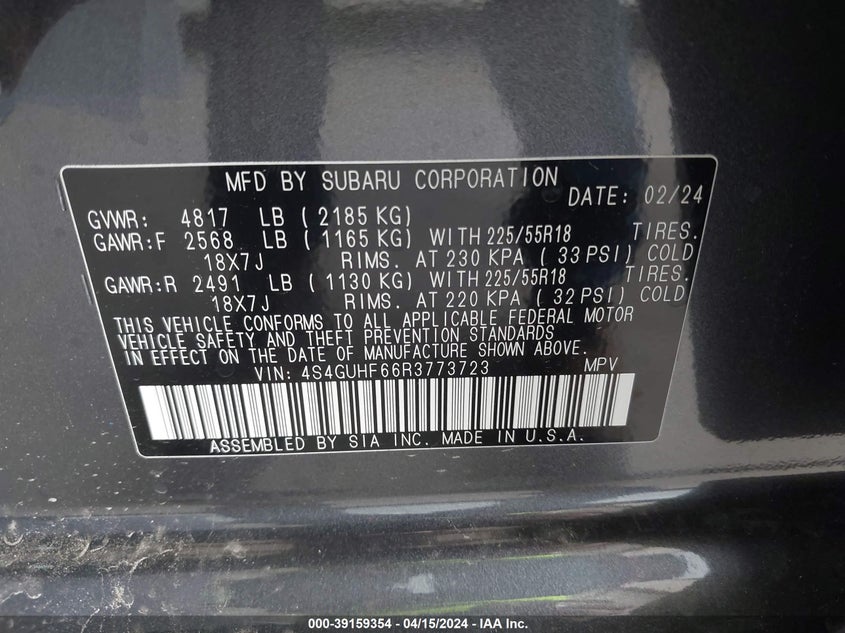 MFD BY SUBARU CORPORATION DATE: 02/24
GVWR: 4817 LB ( 2185 KG)
GAWR:F 2568 LB ( 1165 KG) WITH 225/55R18 TIRES.
18X7J RIMS. AT 230 KPA ( 33 PSI) COLD
GAWR:R 2491 LB ( 1130 KG) WITH 225/55R18 TIRES.
18X7J RIMS. AT 220 KPA ( 32 PSI) COLD
THIS VEHICLE CONFORMS TO ALL APPLICABLE FEDERAL MOTOR
VEHICLE SAFETY AND THEFT PREVENTION STANDARDS
IN EFFECT ON THE DATE OF MANUFACTURE SHOWN ABOVE.
VIN: 4S4GUHF66R3773723 MPV
ASSEMBLED BY SIA INC. MADE IN U.S.A.
000-39159354 - 04/15/2024 - IAA Inc.